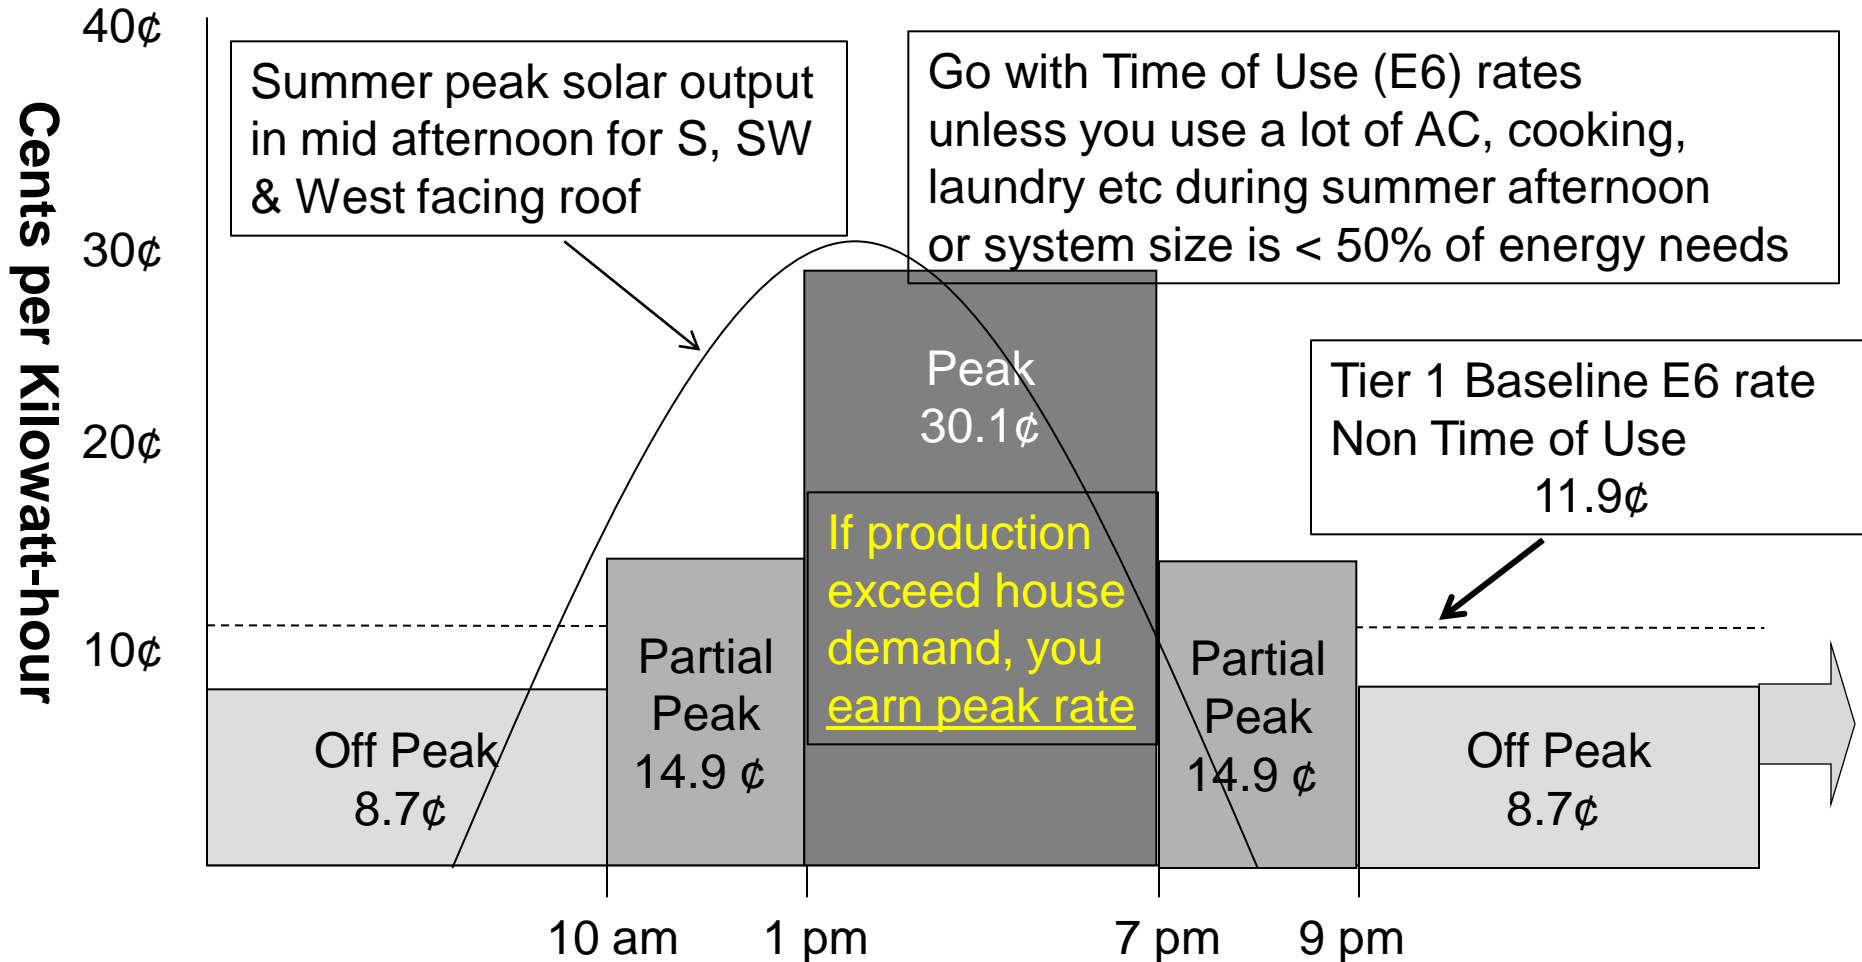 40¢
30¢
20¢
10¢
Cents per Kilowatt-hour
Summer peak solar output
in mid afternoon for S, SW
& West facing roof
Go with Time of Use (E6) rates
unless you use a lot of AC, cooking,
laundry etc during summer afternoon
or system size is < 50% of energy needs
Tier 1 Baseline E6 rate
Non Time of Use
11.9¢
Peak
30.1¢
If production
exceed house
demand, you
earn peak rate
Off Peak
8.7¢
Partial
Peak
14.9 ¢
Partial
Peak
14.9 ¢
Off Peak
8.7¢
10 am
1 pm
7 pm
9 pm